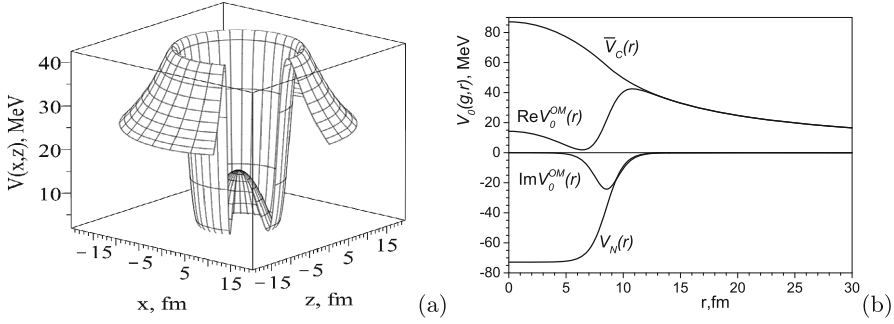 V(x,z), MeV
40
30
20
10
−15
−5
5
15
x, fm
−15
−5
5
15
z, fm
(a)
V₀(g,r), MeV
80
60
40
20
0
-20
-40
-60
-80
V̅_C(r)
ReV₀^OM(r)
ImV₀^OM(r)
V_N(r)
0 5 10 15 20 25 30
r,fm
(b)